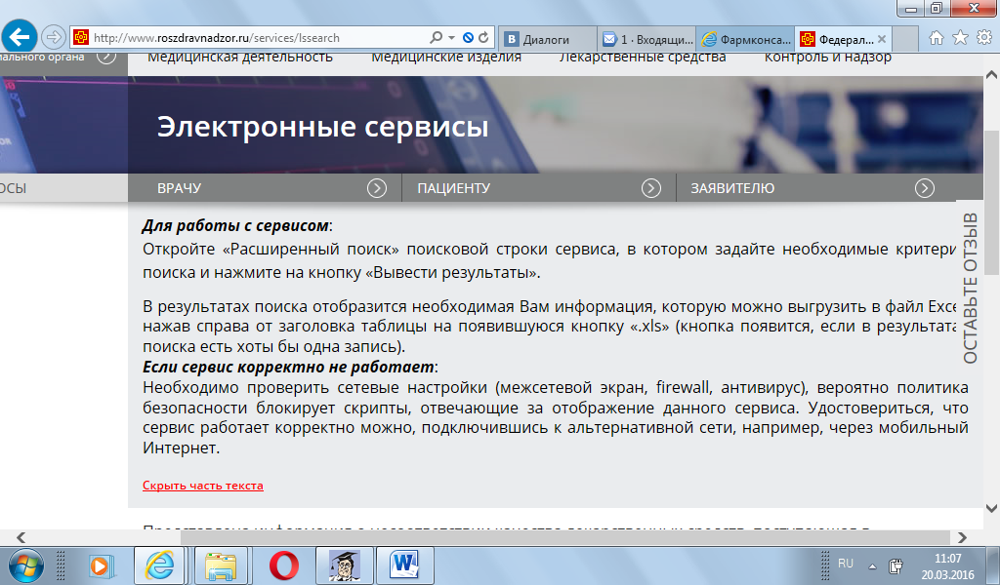 http://www.roszdravnadzor.ru/services/lssearch
Диалоги
1 · Входящи...
Фармконса...
Федерал...
ального органа
Медицинская деятельность
Медицинские изделия
Лекарственные средства
Контроль и надзор
Электронные сервисы
ОСЫ
ВРАЧУ
ПАЦИЕНТУ
ЗАЯВИТЕЛЮ
Для работы с сервисом:
Откройте «Расширенный поиск» поисковой строки сервиса, в котором задайте необходимые критери
поиска и нажмите на кнопку «Вывести результаты».
В результатах поиска отобразится необходимая Вам информация, которую можно выгрузить в файл Exce
нажав справа от заголовка таблицы на появившуюся кнопку «.xls» (кнопка появится, если в результата
поиска есть хоты бы одна запись).
Если сервис корректно не работает:
Необходимо проверить сетевые настройки (межсетевой экран, firewall, антивирус), вероятно политика
безопасности блокирует скрипты, отвечающие за отображение данного сервиса. Удостовериться, что
сервис работает корректно можно, подключившись к альтернативной сети, например, через мобильный
Интернет.
Скрыть часть текста
ОСТАВЬТЕ ОТЗЫВ
RU
11:07
20.03.2016